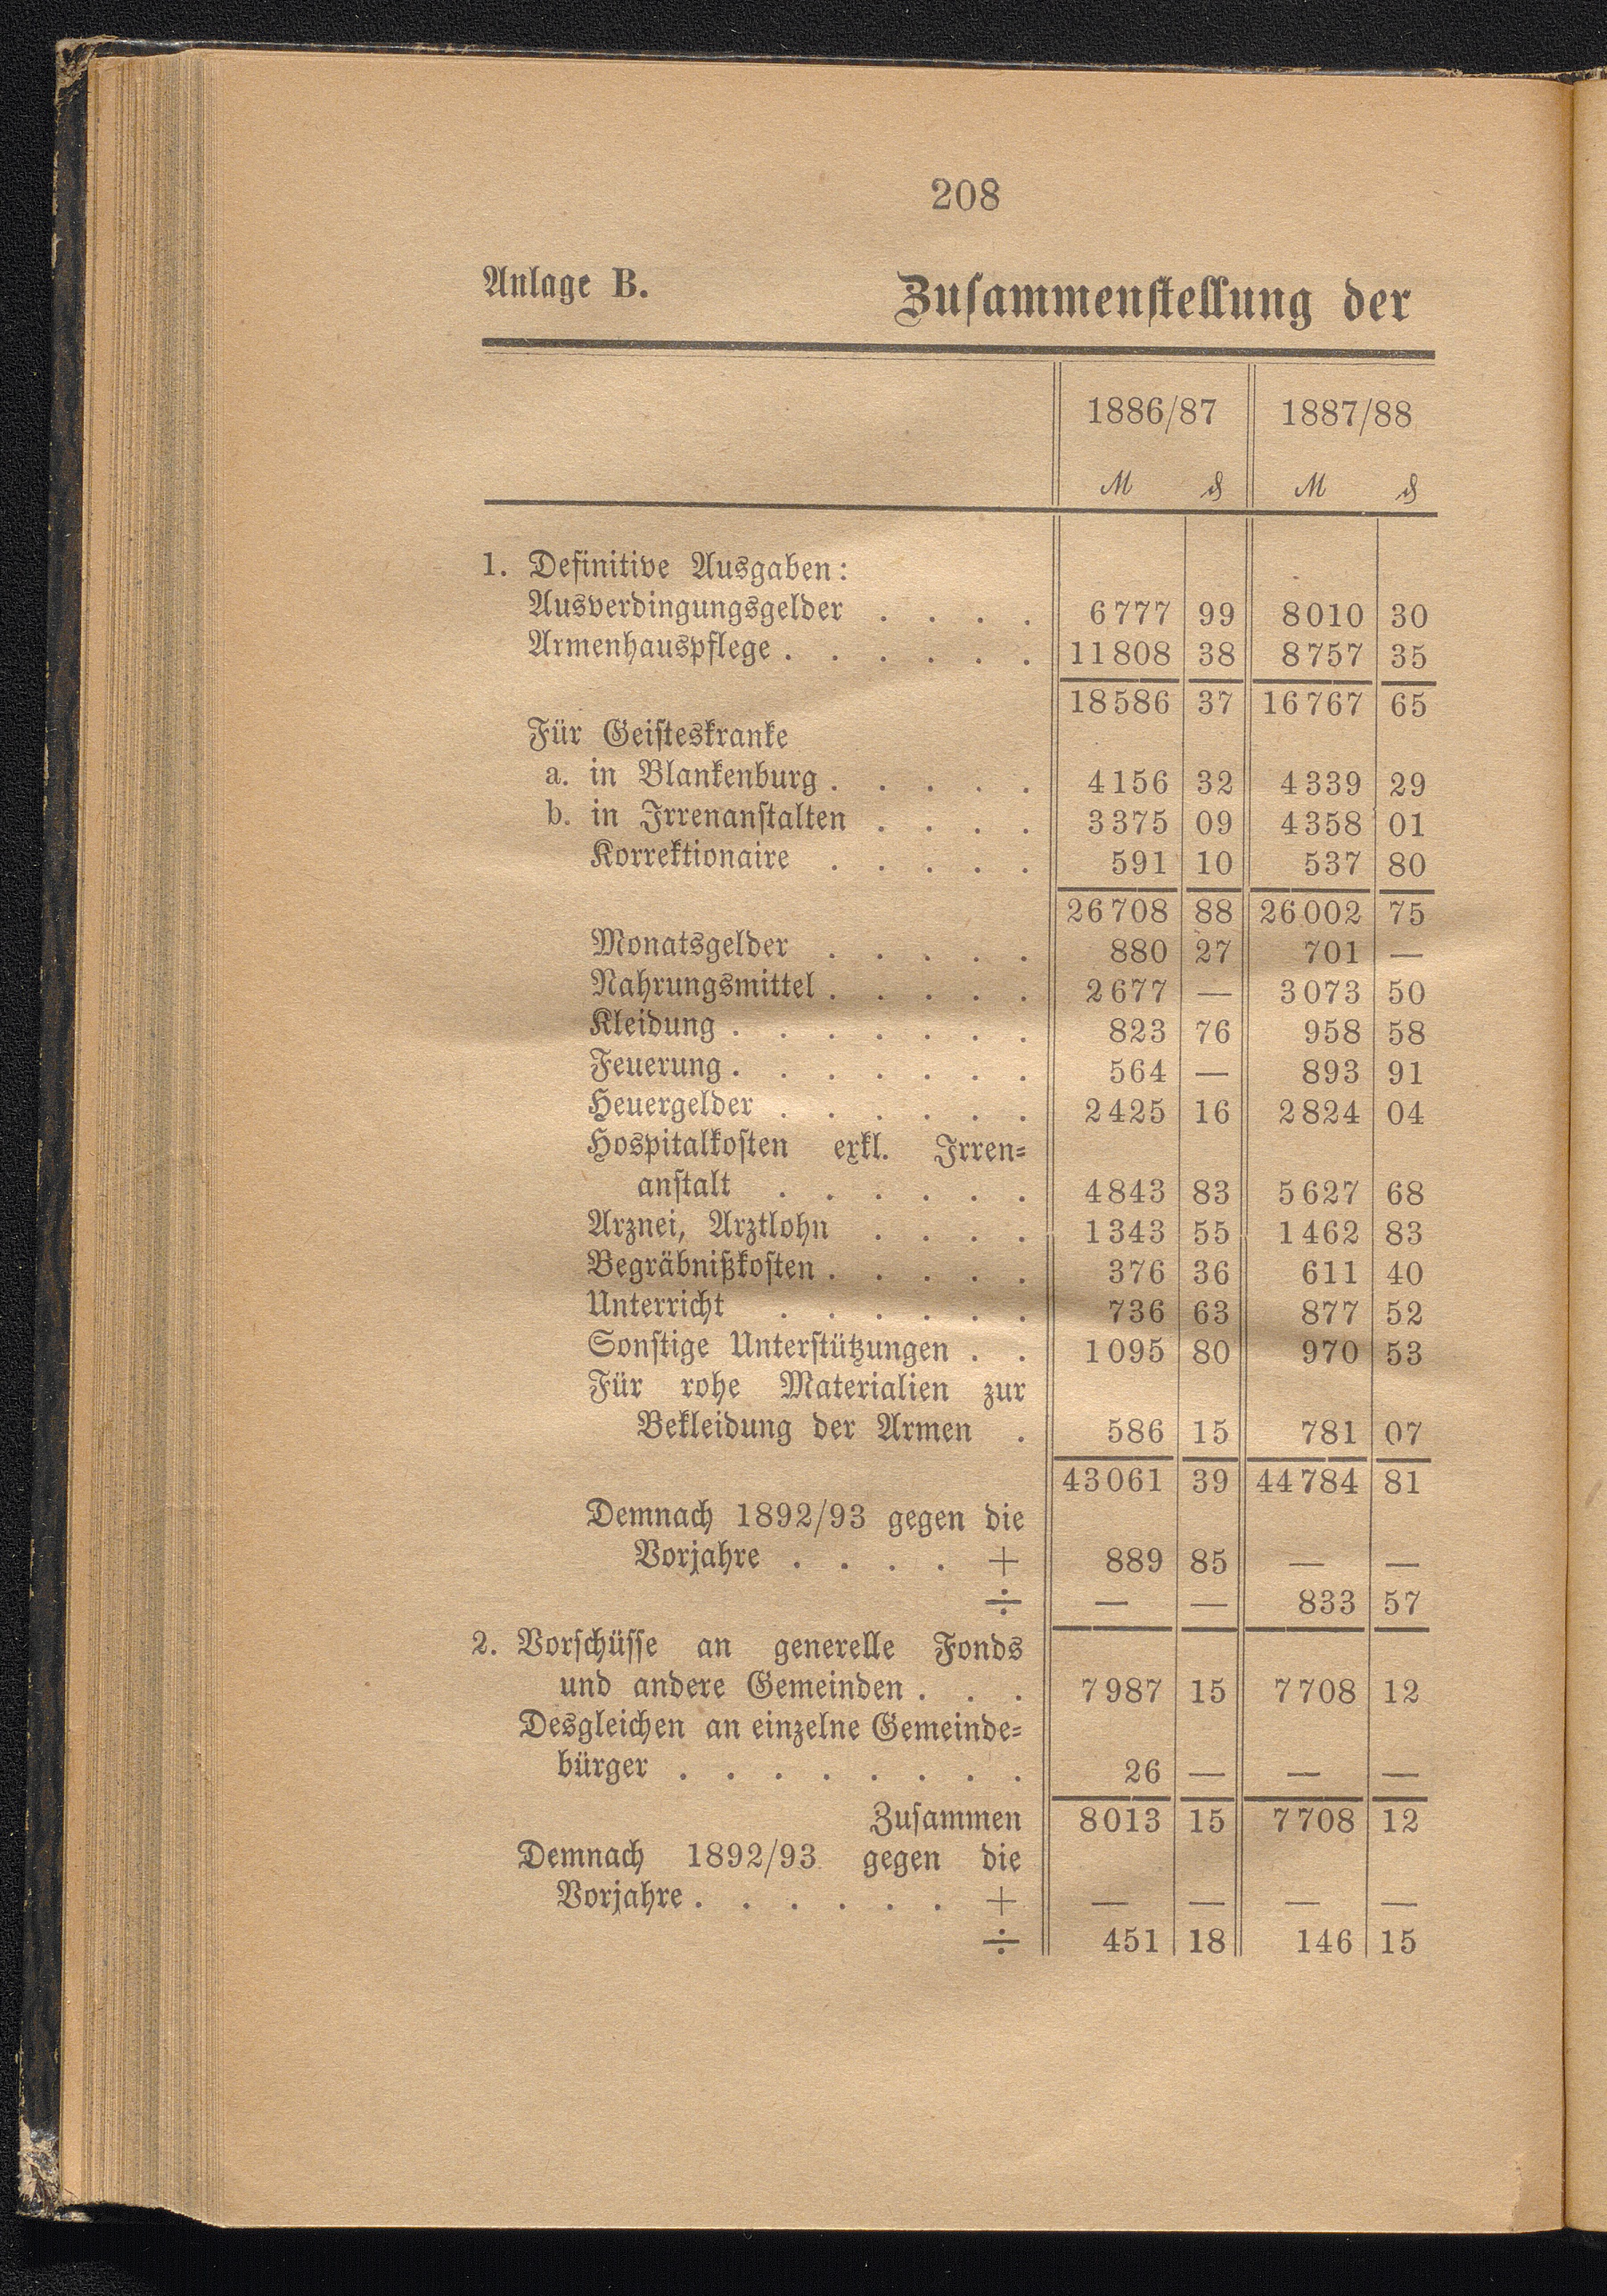 208
Anlage B. Zusammenstellung der
1886/87 1887/88
ℳ ₰ ℳ ₰
1. Definitive Ausgaben:
Ausverdingungsgelder . . . . 6777 99 8010 30
Armenhauspflege . . . . . . 11808 38 8757 35
18586 37 16767 65
Für Geisteskranke
a. in Blankenburg . . . . . 4156 32 4339 29
b. in Irrenanstalten . . . . 3375 09 4358 01
Korrektionaire . . . . . 591 10 537 80
26708 88 26002 75
Monatsgelder . . . . . 880 27 701 —
Nahrungsmittel . . . . . 2677 — 3073 50
Kleidung . . . . . . . 823 76 958 58
Feuerung . . . . . . . 564 — 893 91
Heuergelder . . . . . . 2425 16 2824 04
Hospitalkosten exkl. Irren-
anstalt . . . . . . 4843 83 5627 68
Arznei, Arztlohn . . . . 1343 55 1462 83
Begräbnißkosten . . . . . 376 36 611 40
Unterricht . . . . . . 736 63 877 52
Sonstige Unterstützungen . . 1095 80 970 53
Für rohe Materialien zur
Bekleidung der Armen . 586 15 781 07
43061 39 44784 81
Demnach 1892/93 gegen die
Vorjahre . . . . + 889 85 — —
÷ — — 833 57
2. Vorschüsse an generelle Fonds
und andere Gemeinden . . . 7987 15 7708 12
Desgleichen an einzelne Gemeinde-
bürger . . . . . . . . 26 — — —
Zusammen 8013 15 7708 12
Demnach 1892/93 gegen die
Vorjahre . . . . . . + — — — —
÷ 451 18 146 15